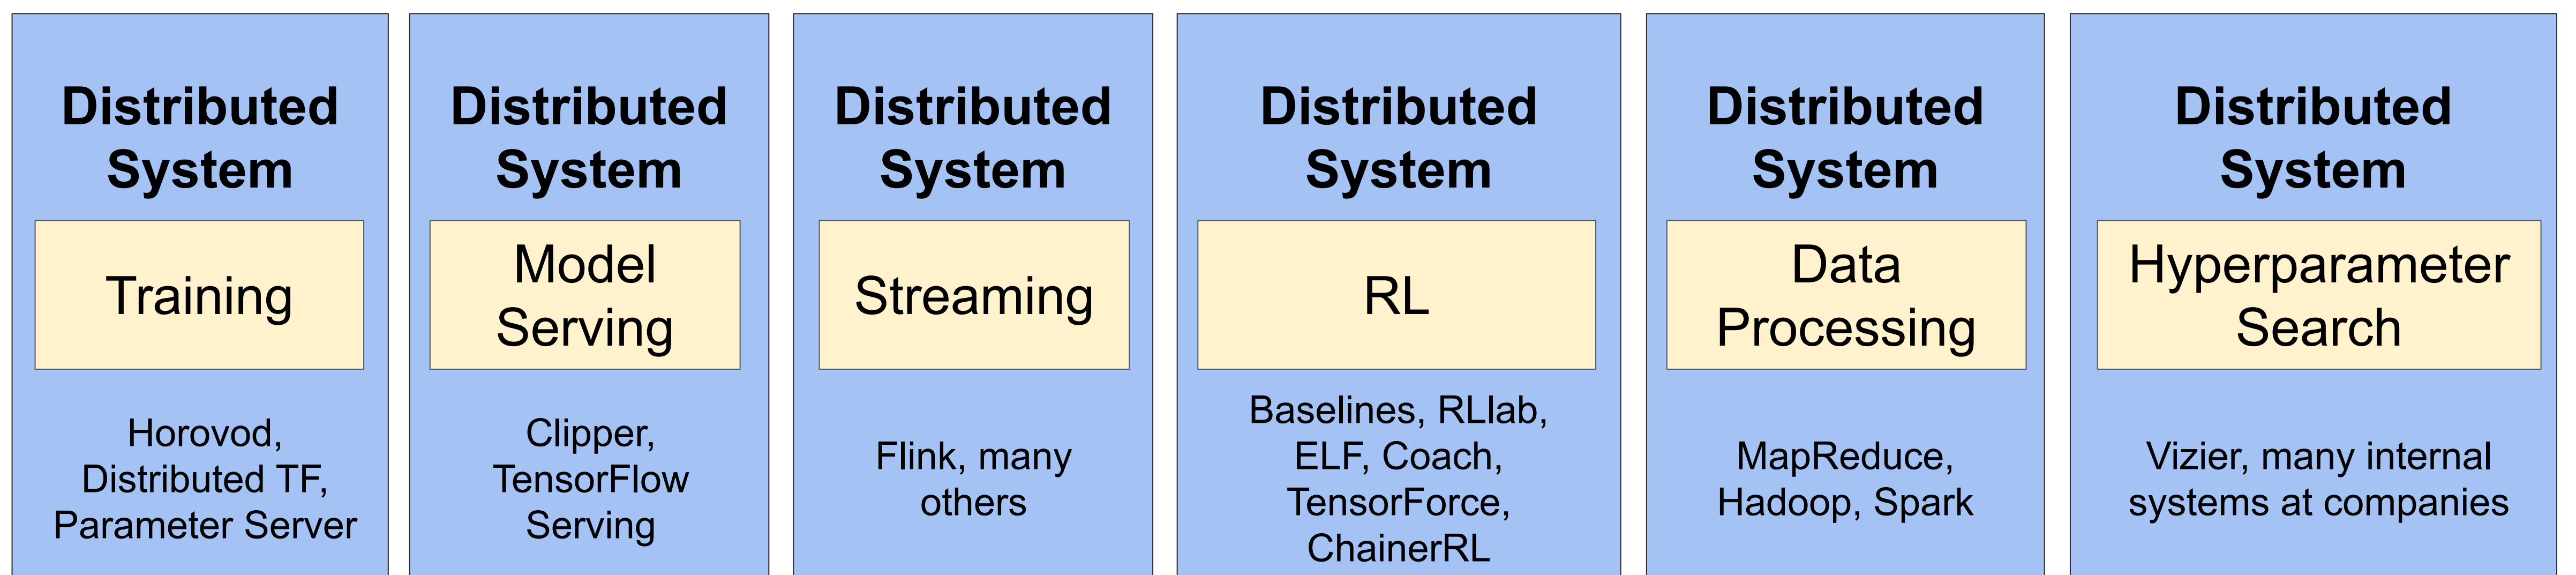 Distributed
System
Training
Horovod,
Distributed TF,
Parameter Server
Distributed
System
Model
Serving
Clipper,
TensorFlow
Serving
Distributed
System
Streaming
Flink, many
others
Distributed
System
RL
Baselines, RLlab,
ELF, Coach,
TensorForce,
ChainerRL
Distributed
System
Data
Processing
MapReduce,
Hadoop, Spark
Distributed
System
Hyperparameter
Search
Vizier, many internal
systems at companies